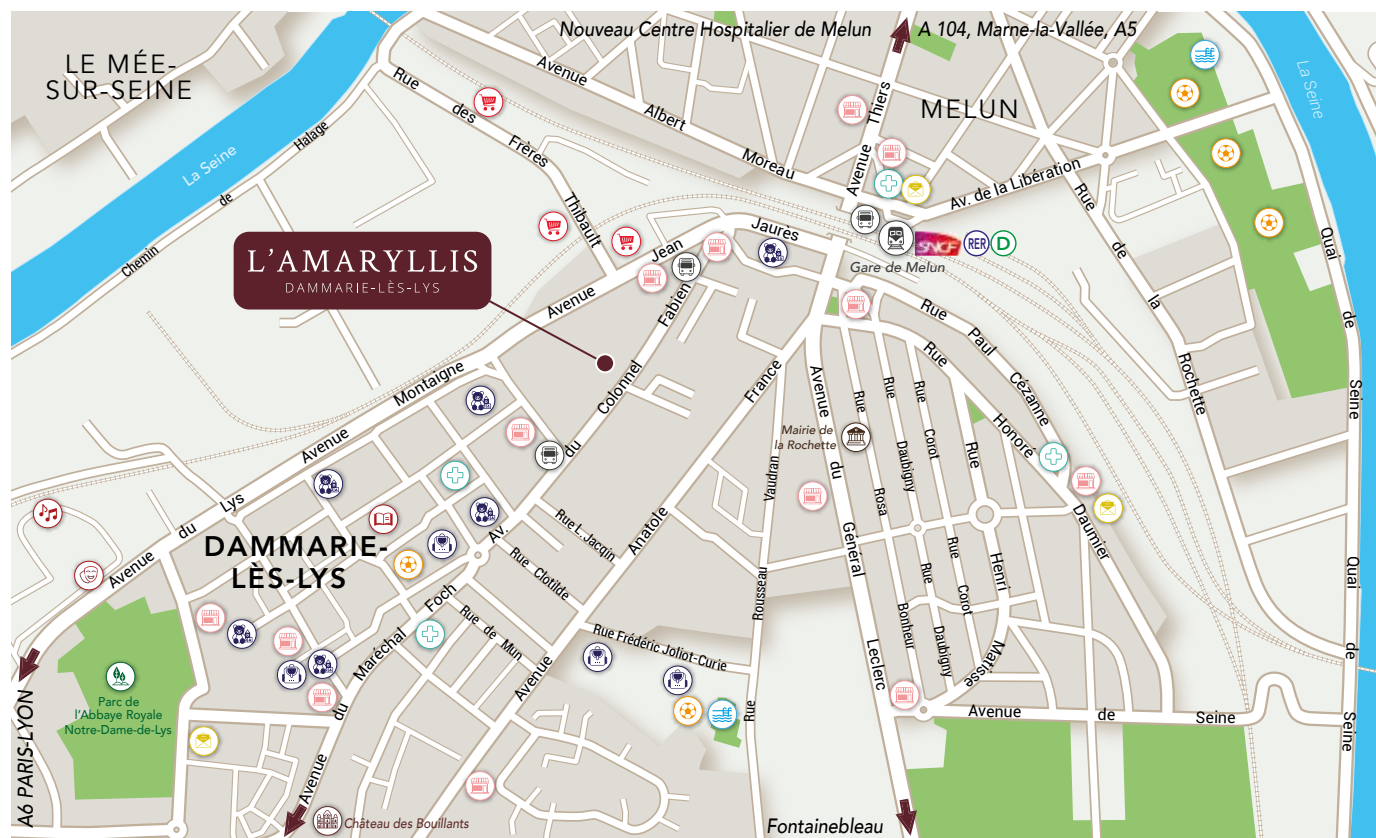 Nouveau Centre Hospitalier de Melun
A 104, Marne-la-Vallée, A5
LE MÉE-
SUR-SEINE
MELUN
La Seine
La Seine
Chemin de Halage
Rue des Frères Thibault
Avenue Albert Moreau
Avenue Thiers
Av. de la Libération
Rue de la Rochette
Quai de Seine
Quai de Seine
L'AMARYLLIS
DAMMARIE-LÈS-LYS
Avenue Jean Jaurès
SNCF
RER
D
Gare de Melun
Avenue Montaigne
Avenue du Lys
Av. du Colonnel Fabien
Avenue Anatole France
Rue Paul Cézanne
Rue Honoré Daumier
Avenue du Général Leclerc
Rue Rosa Bonheur
Rue Daubigny
Rue Daubigny
Corot
Rue Corot
Rue Henri Matisse
Mairie de
la Rochette
Rue Rousseau Vaudran
DAMMARIE-
LÈS-LYS
Rue L. Jacqin
Rue Clotilde
Rue de Mun
Rue Frédéric Joliot-Curie
Avenue du Maréchal Foch
Parc de
l'Abbaye Royale
Notre-Dame-de-Lys
A6 PARIS-LYON
Avenue de Seine
Château des Bouillants
Fontainebleau